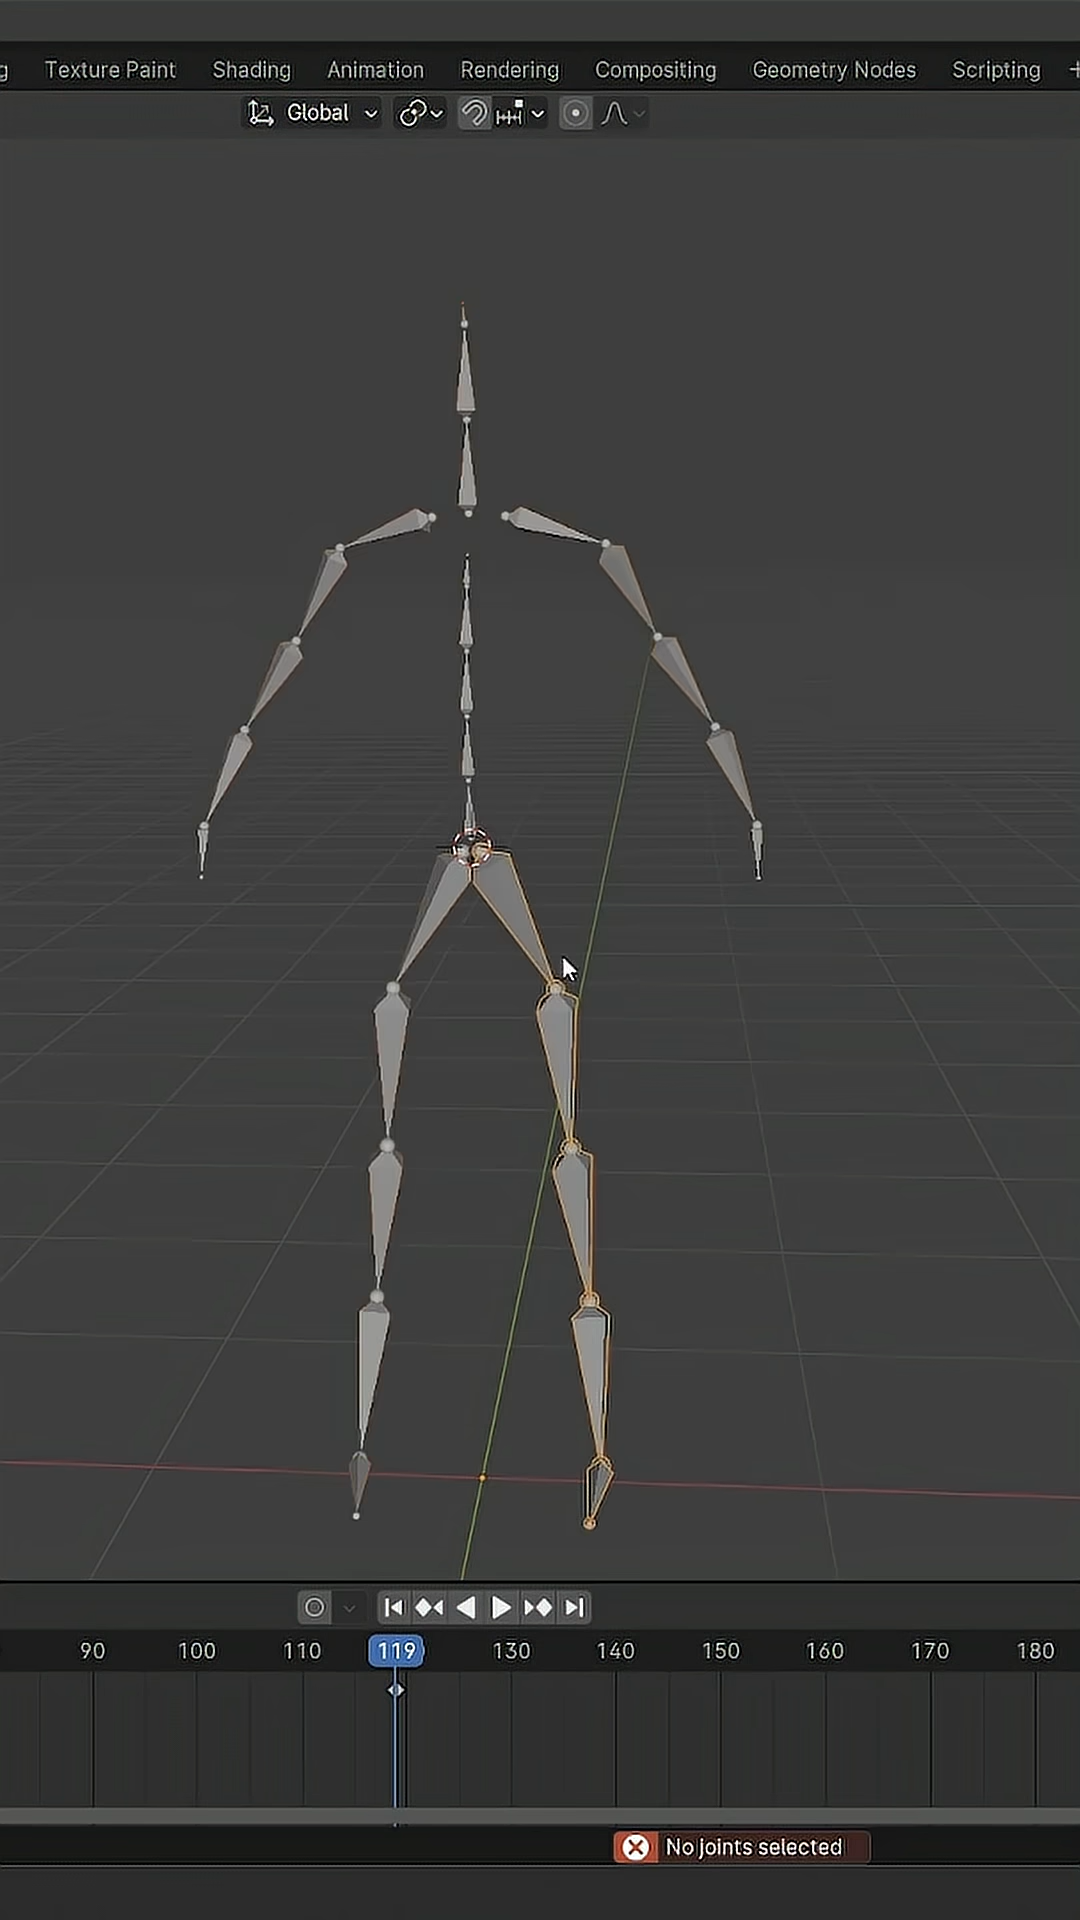 g Texture Paint Shading Animation Rendering Compositing Geometry Nodes Scripting +
Global
90 100 110 119 130 140 150 160 170 180
No joints selected